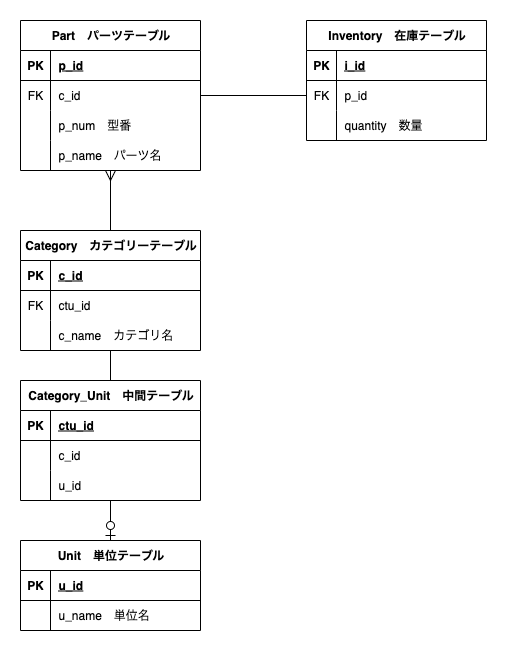 Part　パーツテーブル
PK p_id
FK c_id
p_num　型番
p_name　パーツ名
Inventory　在庫テーブル
PK i_id
FK p_id
quantity　数量
Category　カテゴリーテーブル
PK c_id
FK ctu_id
c_name　カテゴリ名
Category_Unit　中間テーブル
PK ctu_id
c_id
u_id
Unit　単位テーブル
PK u_id
u_name　単位名